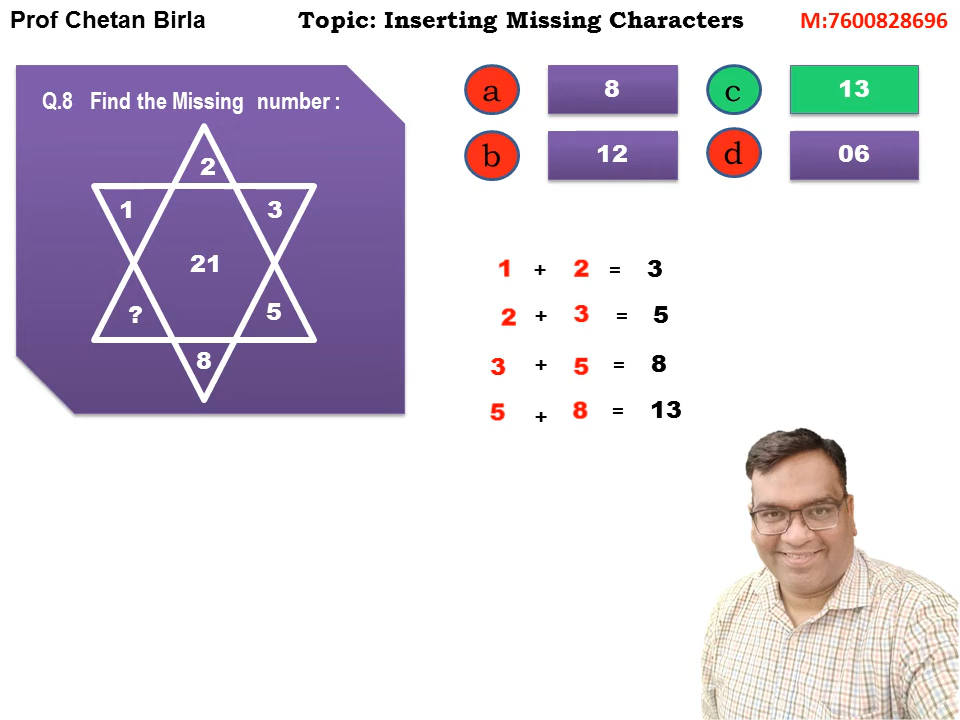 Prof Chetan Birla Topic: Inserting Missing Characters M:7600828696
Q.8 Find the Missing number :
2
1 3
21
? 5
8
a 8 c 13
b 12 d 06
1 + 2 = 3
2 + 3 = 5
3 + 5 = 8
5 + 8 = 13